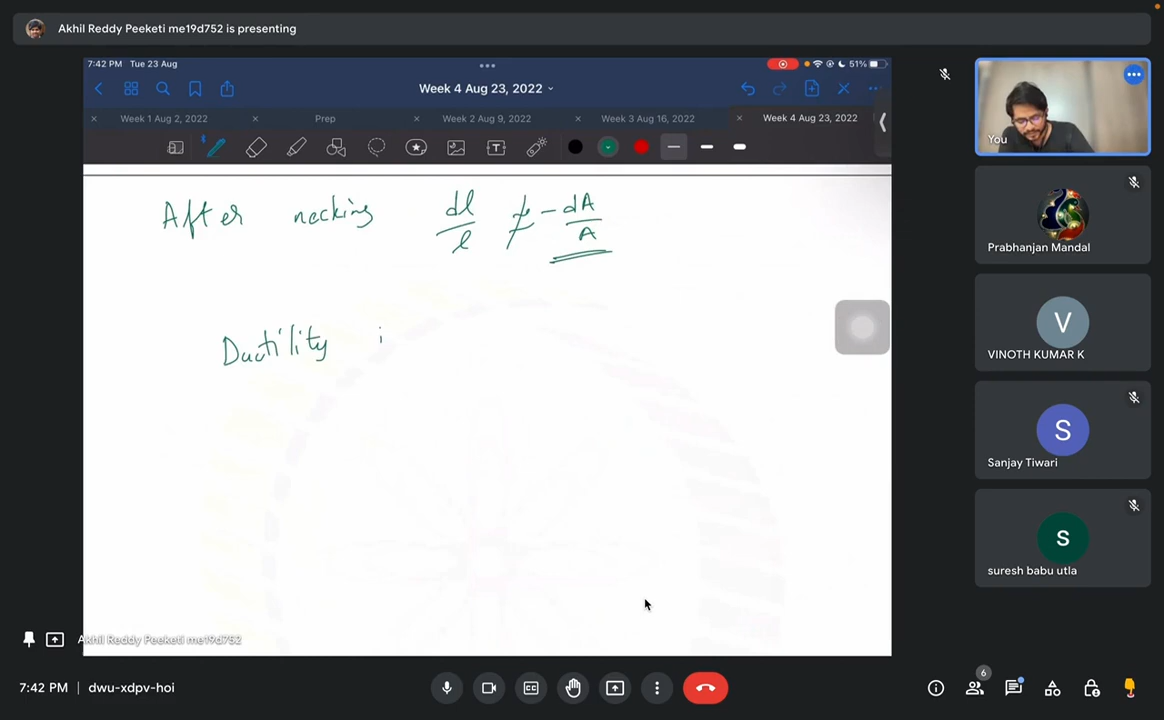 Akhil Reddy Peeketi me19d752 is presenting
7:42 PM Tue 23 Aug
51%
Week 4 Aug 23, 2022
Week 1 Aug 2, 2022
Prep
Week 2 Aug 9, 2022
Week 3 Aug 16, 2022
Week 4 Aug 23, 2022
After necking dl/l ≠ -dA/A
Ductility i
You
Prabhanjan Mandal
V
VINOTH KUMAR K
S
Sanjay Tiwari
s
suresh babu utla
Akhil Reddy Peeketi me19d752
7:42 PM | dwu-xdpv-hoi
6